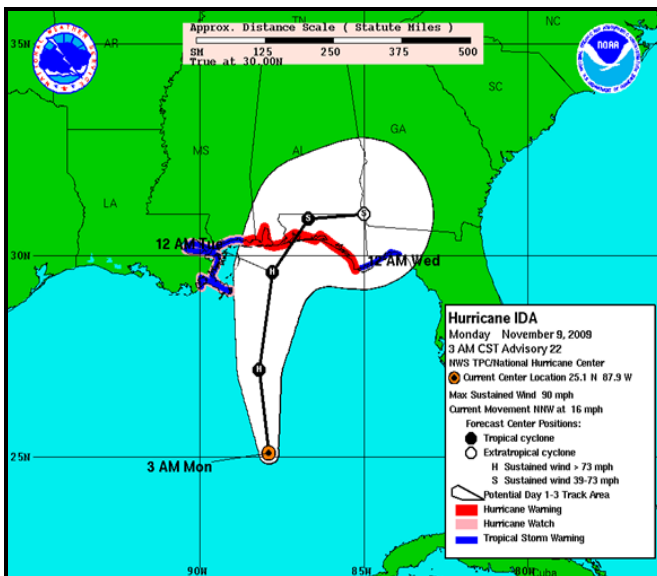 TN
NC
Approx. Distance Scale ( Statute Miles )
SM 125 250 375 500
True at 30.00N
35N
AR
NOAA
SC
MS
AL
GA
LA
S
S
12 AM Tue
30N
H
12 AM Wed
H
3 AM Mon
25N
90W
85W
80W
Cuba
Hurricane IDA
Monday November 9, 2009
3 AM CST Advisory 22
NWS TPC/National Hurricane Center
Current Center Location 25.1 N 87.9 W
Max Sustained Wind 90 mph
Current Movement NNW at 16 mph
Forecast Center Positions:
Tropical cyclone
Extratropical cyclone
H Sustained wind > 73 mph
S Sustained wind 39-73 mph
Potential Day 1-3 Track Area
Hurricane Warning
Hurricane Watch
Tropical Storm Warning